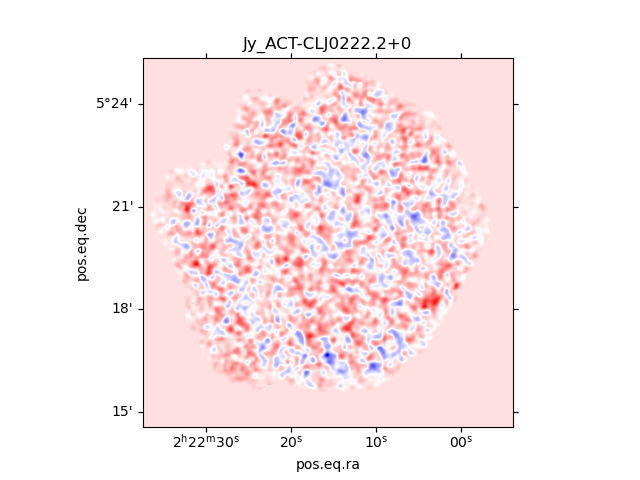 Jy_ACT-CLJ0222.2+0
5°24'
21'
18'
15'
2ʰ22ᵐ30ˢ 20ˢ 10ˢ 00ˢ
pos.eq.ra
pos.eq.dec